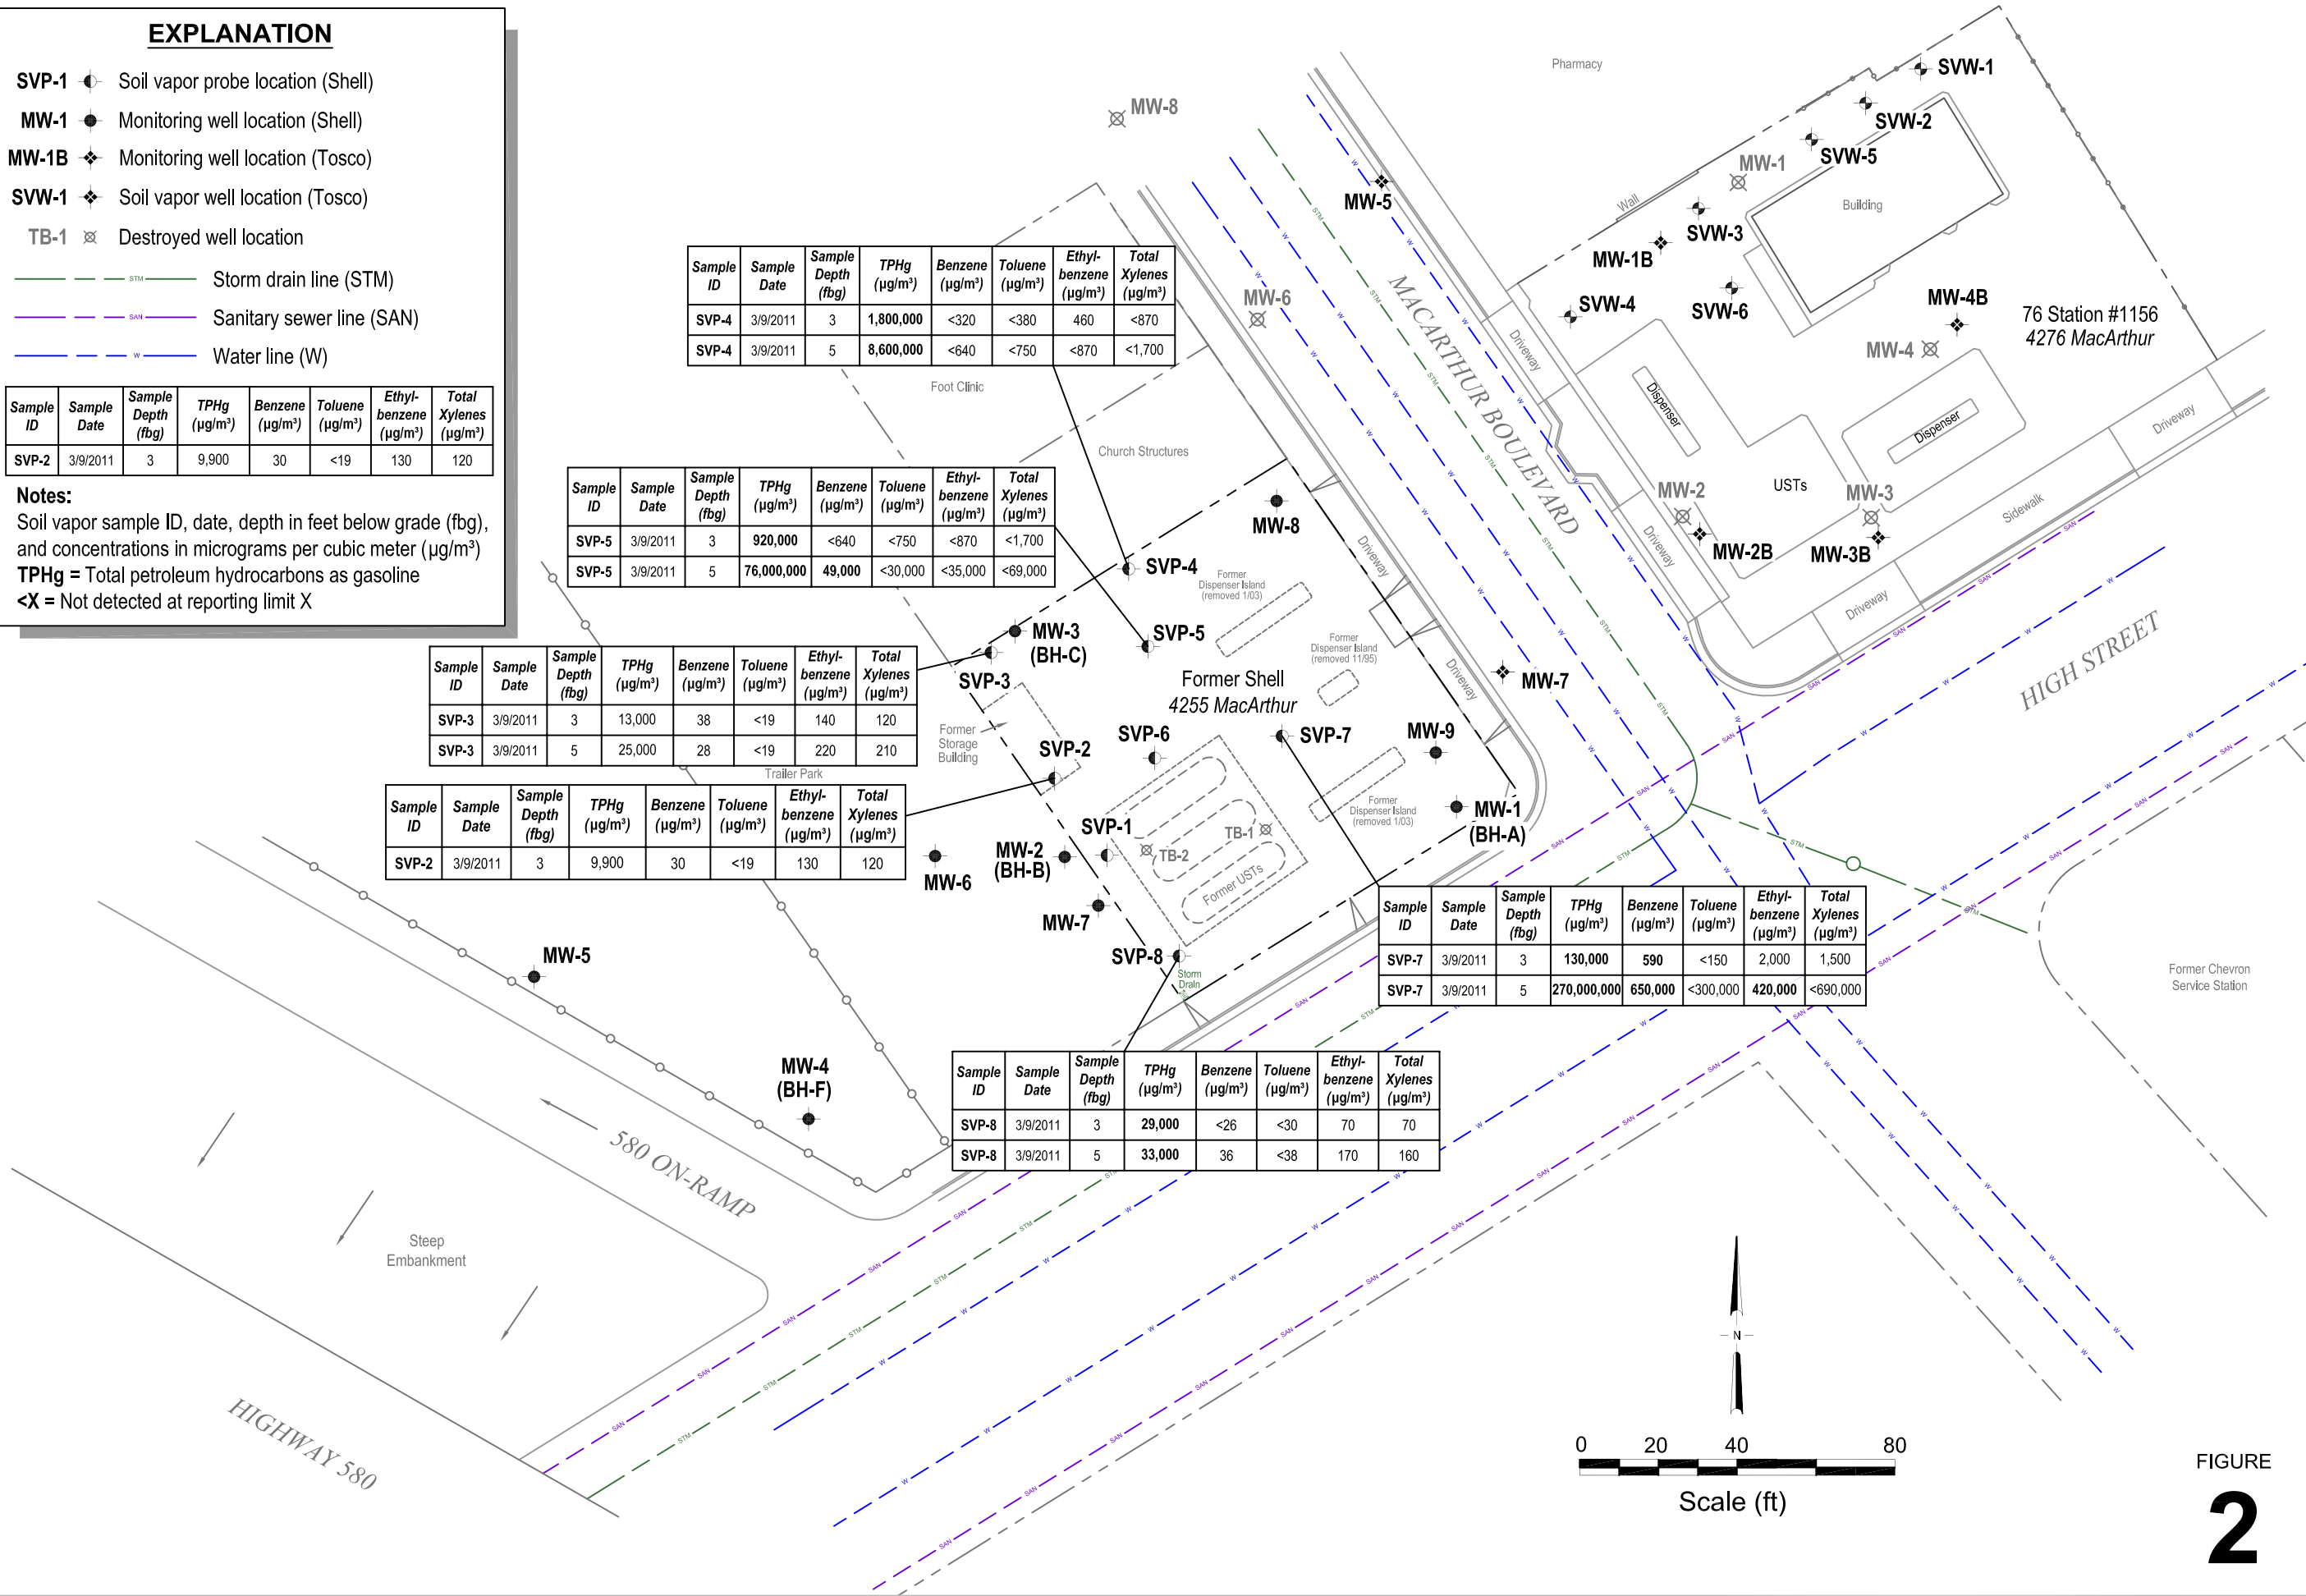 EXPLANATION
SVP-1 Soil vapor probe location (Shell)
MW-1 Monitoring well location (Shell)
MW-1B Monitoring well location (Tosco)
SVW-1 Soil vapor well location (Tosco)
TB-1 Destroyed well location
STM Storm drain line (STM)
SAN Sanitary sewer line (SAN)
W Water line (W)
Sample ID Sample Date Sample Depth (fbg) TPHg (µg/m³) Benzene (µg/m³) Toluene (µg/m³) Ethyl-benzene (µg/m³) Total Xylenes (µg/m³)
SVP-2 3/9/2011 3 9,900 30 <19 130 120
Notes:
Soil vapor sample ID, date, depth in feet below grade (fbg),
and concentrations in micrograms per cubic meter (µg/m³)
TPHg = Total petroleum hydrocarbons as gasoline
<X = Not detected at reporting limit X
Sample ID Sample Date Sample Depth (fbg) TPHg (µg/m³) Benzene (µg/m³) Toluene (µg/m³) Ethyl-benzene (µg/m³) Total Xylenes (µg/m³)
SVP-4 3/9/2011 3 1,800,000 <320 <380 460 <870
SVP-4 3/9/2011 5 8,600,000 <640 <750 <870 <1,700
Sample ID Sample Date Sample Depth (fbg) TPHg (µg/m³) Benzene (µg/m³) Toluene (µg/m³) Ethyl-benzene (µg/m³) Total Xylenes (µg/m³)
SVP-5 3/9/2011 3 920,000 <640 <750 <870 <1,700
SVP-5 3/9/2011 5 76,000,000 49,000 <30,000 <35,000 <69,000
Sample ID Sample Date Sample Depth (fbg) TPHg (µg/m³) Benzene (µg/m³) Toluene (µg/m³) Ethyl-benzene (µg/m³) Total Xylenes (µg/m³)
SVP-3 3/9/2011 3 13,000 38 <19 140 120
SVP-3 3/9/2011 5 25,000 28 <19 220 210
Sample ID Sample Date Sample Depth (fbg) TPHg (µg/m³) Benzene (µg/m³) Toluene (µg/m³) Ethyl-benzene (µg/m³) Total Xylenes (µg/m³)
SVP-2 3/9/2011 3 9,900 30 <19 130 120
Sample ID Sample Date Sample Depth (fbg) TPHg (µg/m³) Benzene (µg/m³) Toluene (µg/m³) Ethyl-benzene (µg/m³) Total Xylenes (µg/m³)
SVP-7 3/9/2011 3 130,000 590 <150 2,000 1,500
SVP-7 3/9/2011 5 270,000,000 650,000 <300,000 420,000 <690,000
Sample ID Sample Date Sample Depth (fbg) TPHg (µg/m³) Benzene (µg/m³) Toluene (µg/m³) Ethyl-benzene (µg/m³) Total Xylenes (µg/m³)
SVP-8 3/9/2011 3 29,000 <26 <30 70 70
SVP-8 3/9/2011 5 33,000 36 <38 170 160
Pharmacy
MW-8
SVW-1
SVW-2
SVW-5
MW-1
Wall
Building
MW-5
SVW-3
MW-1B
SVW-4
SVW-6
MW-4B
MW-4
76 Station #1156
4276 MacArthur
MW-6
MACARTHUR BOULEVARD
Driveway
Dispenser
Dispenser
Driveway
USTs
MW-2
MW-3
MW-2B
MW-3B
Sidewalk
Driveway
Driveway
HIGH STREET
Foot Clinic
Church Structures
MW-8
Driveway
SVP-4
Former
Dispenser Island
(removed 1/03)
MW-3
(BH-C)
SVP-5
SVP-3
Former
Dispenser Island
(removed 11/95)
Driveway
MW-7
Former Shell
4255 MacArthur
Former
Storage
Building
SVP-2
SVP-6
SVP-7
MW-9
Trailer Park
Former
Dispenser Island
(removed 1/03)
MW-1
(BH-A)
SVP-1
TB-1
TB-2
MW-2
(BH-B)
MW-6
Former USTs
MW-7
SVP-8
Storm
Drain
MW-5
Former Chevron
Service Station
MW-4
(BH-F)
580 ON-RAMP
Steep
Embankment
HIGHWAY 580
N
0 20 40 80
Scale (ft)
FIGURE
2